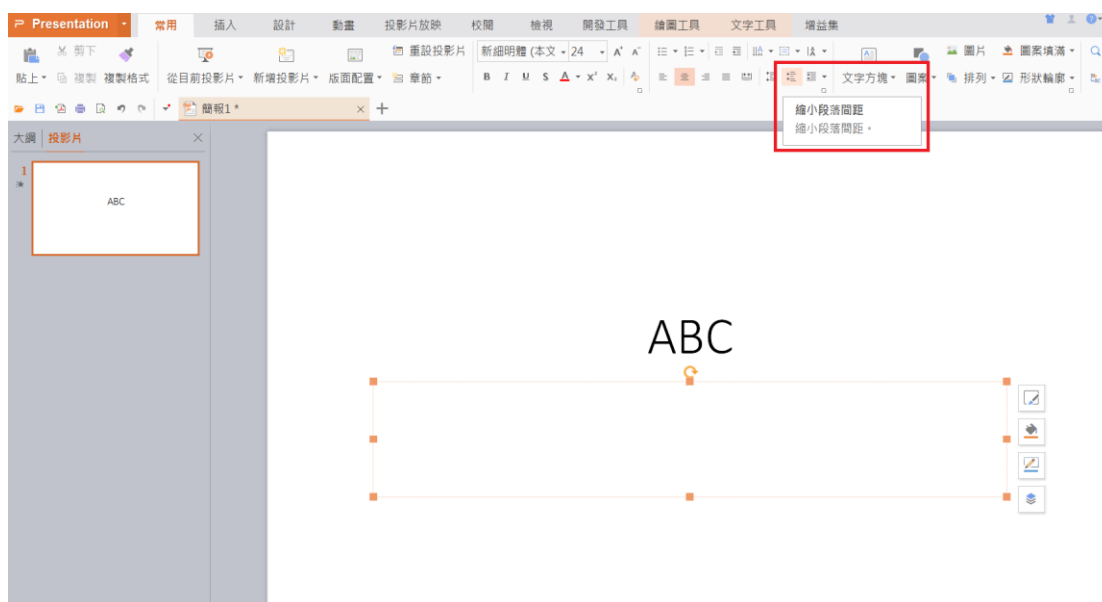 Presentation 常用 插入 設計 動畫 投影片放映 校閱 檢視 開發工具 繪圖工具 文字工具 增益集
剪下 重設投影片 新細明體 (本文 24 A+ A- 圖片 圖案填滿
貼上 複製 複製格式 從目前投影片 新增投影片 版面配置 章節 B I U S A X² X₂ 文字方塊 圖案 排列 形狀輪廓
簡報1 * × +
縮小段落間距
縮小段落間距。
大綱 投影片 ×
1
ABC
ABC